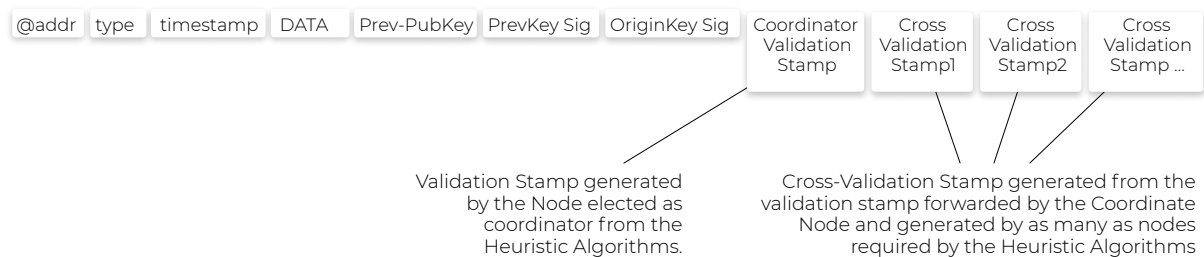 @addr type timestamp DATA Prev-PubKey PrevKey Sig OriginKey Sig
Coordinator
Validation
Stamp
Cross
Validation
Stamp1
Cross
Validation
Stamp2
Cross
Validation
Stamp ...
Validation Stamp generated
by the Node elected as
coordinator from the
Heuristic Algorithms.
Cross-Validation Stamp generated from the
validation stamp forwarded by the Coordinate
Node and generated by as many as nodes
required by the Heuristic Algorithms